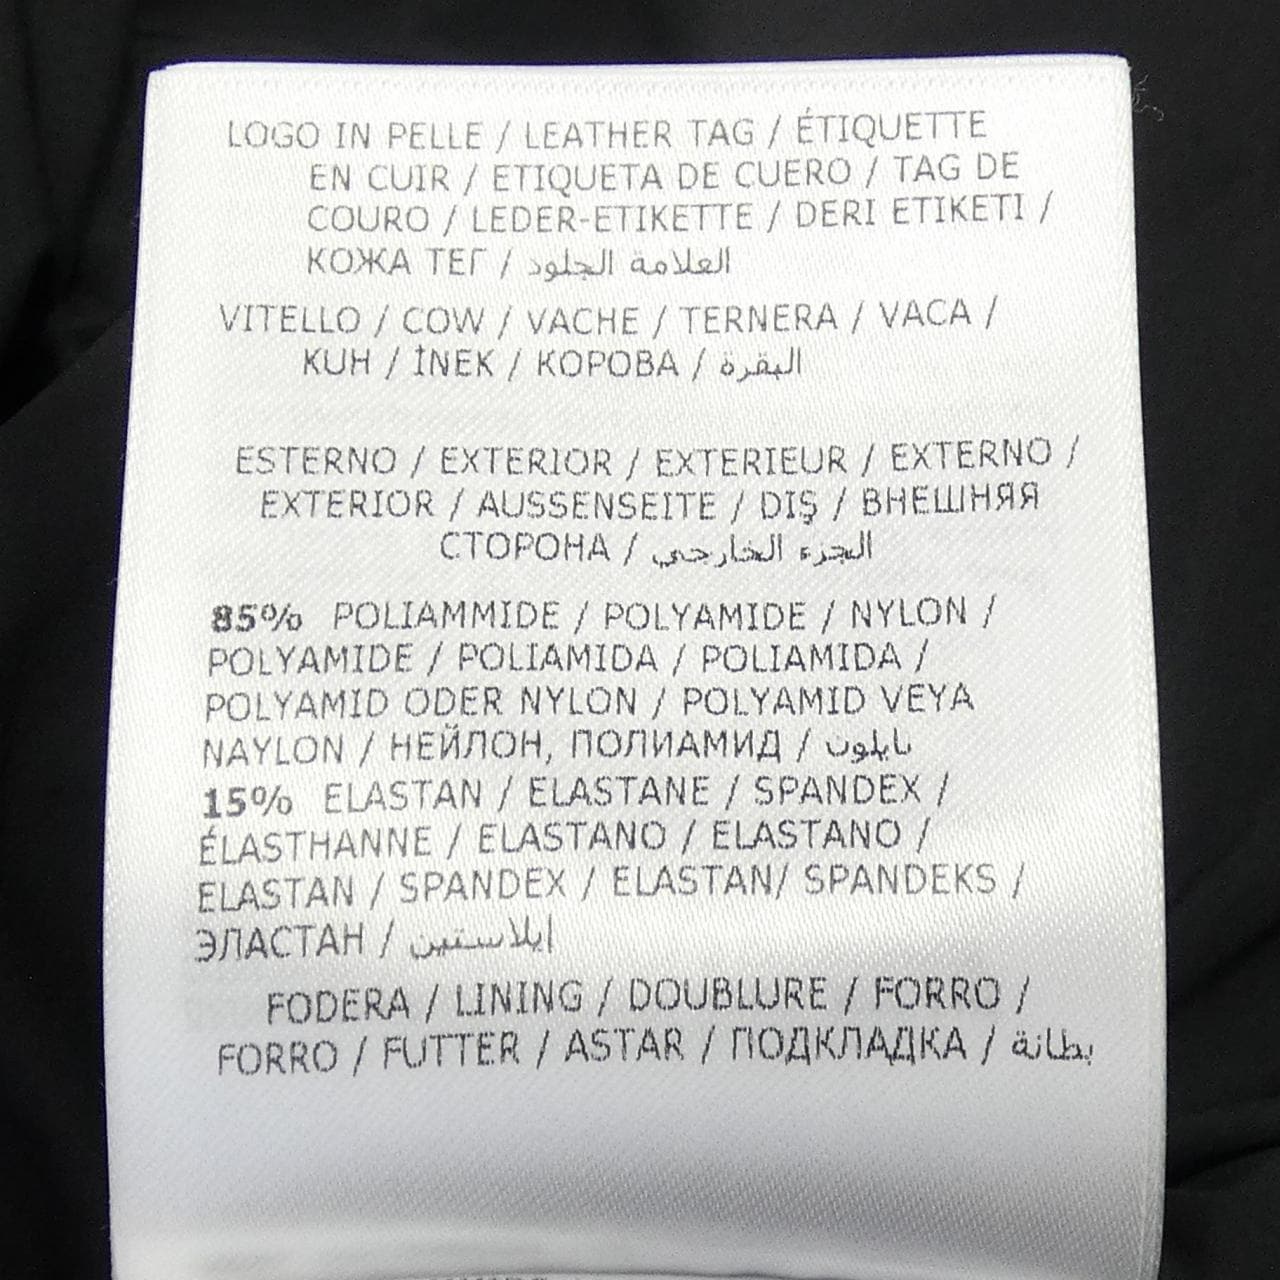 LOGO IN PELLE / LEATHER TAG / ÉTIQUETTE
EN CUIR / ETIQUETA DE CUERO / TAG DE
COURO / LEDER-ETIKETTE / DERI ETIKETI /
КОЖА ТЕГ / العلامة الجلود
VITELLO / COW / VACHE / TERNERA / VACA /
KUH / İNEK / КОРОВА / البقرة
ESTERNO / EXTERIOR / EXTERIEUR / EXTERNO /
EXTERIOR / AUSSENSEITE / DIŞ / ВНЕШНЯЯ
СТОРОНА / الجزء الخارجي
85% POLIAMMIDE / POLYAMIDE / NYLON /
POLYAMIDE / POLIAMIDA / POLIAMIDA /
POLYAMID ODER NYLON / POLYAMID VEYA
NAYLON / НЕЙЛОН, ПОЛИАМИД / نايلون
15% ELASTAN / ELASTANE / SPANDEX /
ÉLASTHANNE / ELASTANO / ELASTANO /
ELASTAN / SPANDEX / ELASTAN/ SPANDEKS /
ЭЛАСТАН / ايلاستين
FODERA / LINING / DOUBLURE / FORRO /
FORRO / FUTTER / ASTAR / ПОДКЛАДКА / بطانة